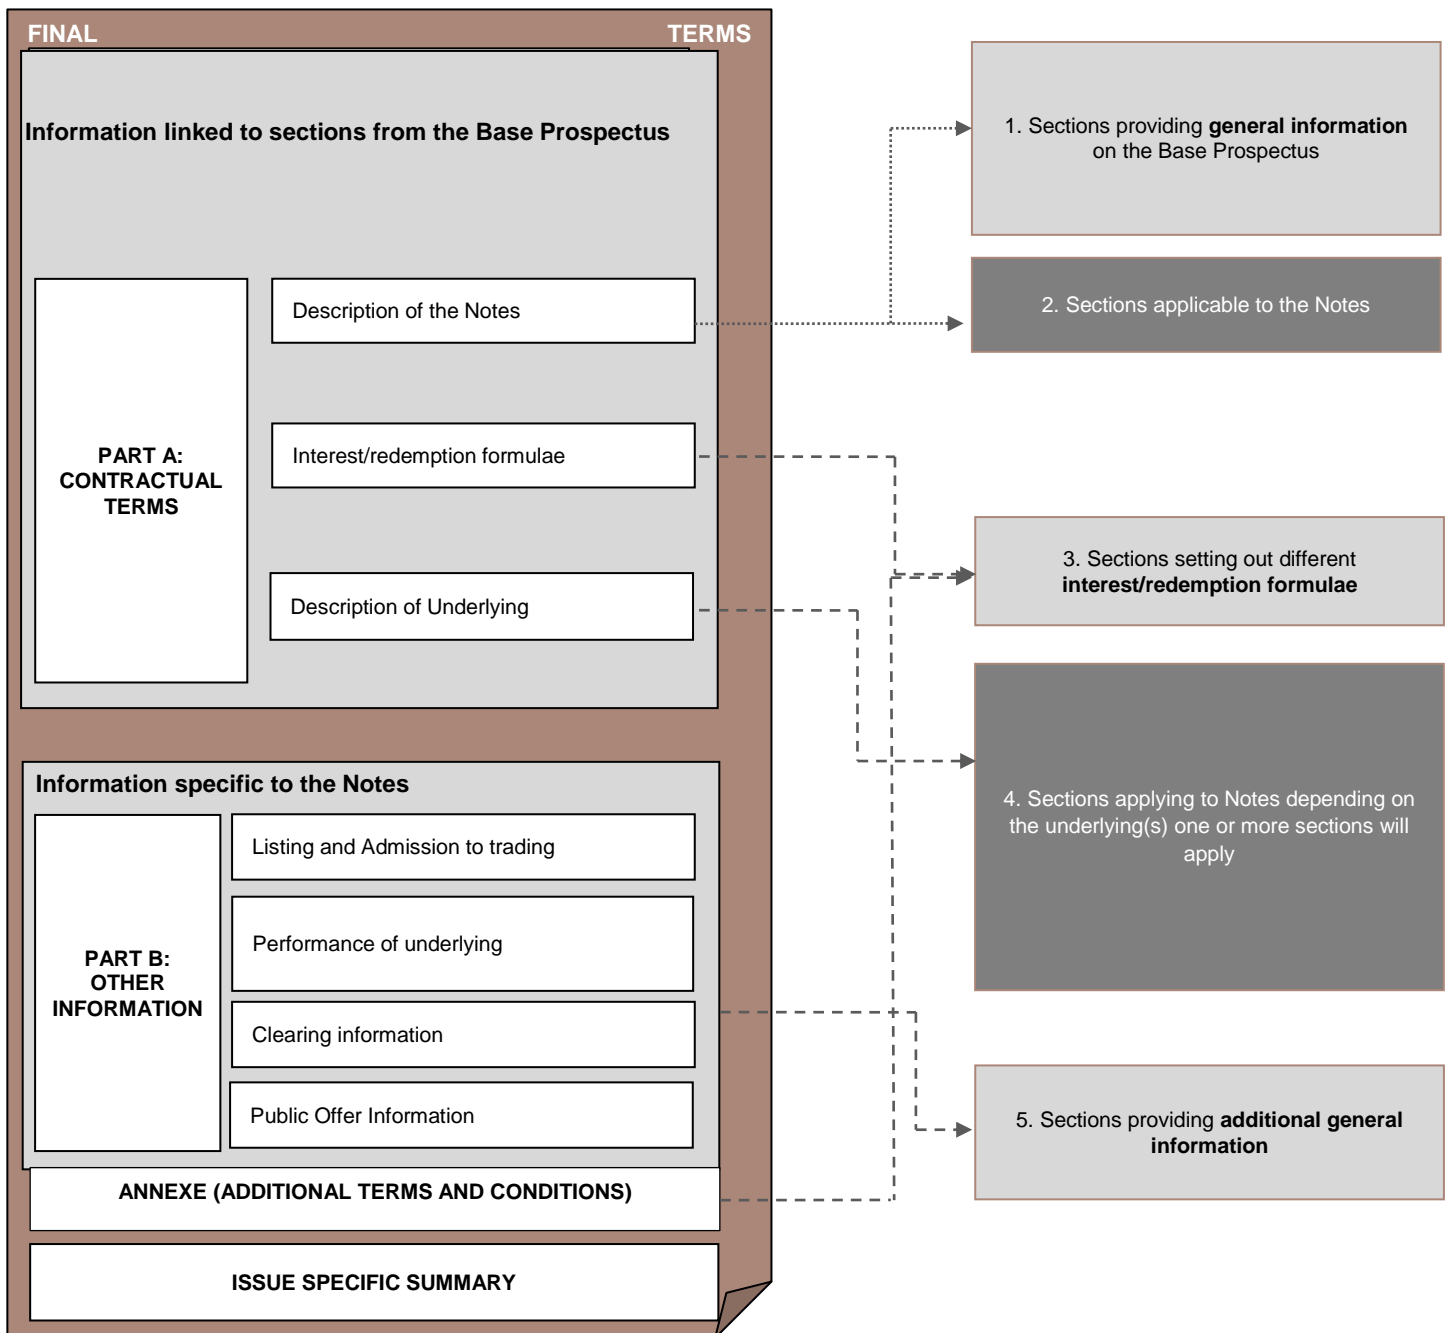 FINAL TERMS
Information linked to sections from the Base Prospectus
PART A:
CONTRACTUAL
TERMS
Description of the Notes
Interest/redemption formulae
Description of Underlying
Information specific to the Notes
PART B:
OTHER
INFORMATION
Listing and Admission to trading
Performance of underlying
Clearing information
Public Offer Information
ANNEXE (ADDITIONAL TERMS AND CONDITIONS)
ISSUE SPECIFIC SUMMARY
1. Sections providing general information
on the Base Prospectus
2. Sections applicable to the Notes
3. Sections setting out different
interest/redemption formulae
4. Sections applying to Notes depending on
the underlying(s) one or more sections will
apply
5. Sections providing additional general
information